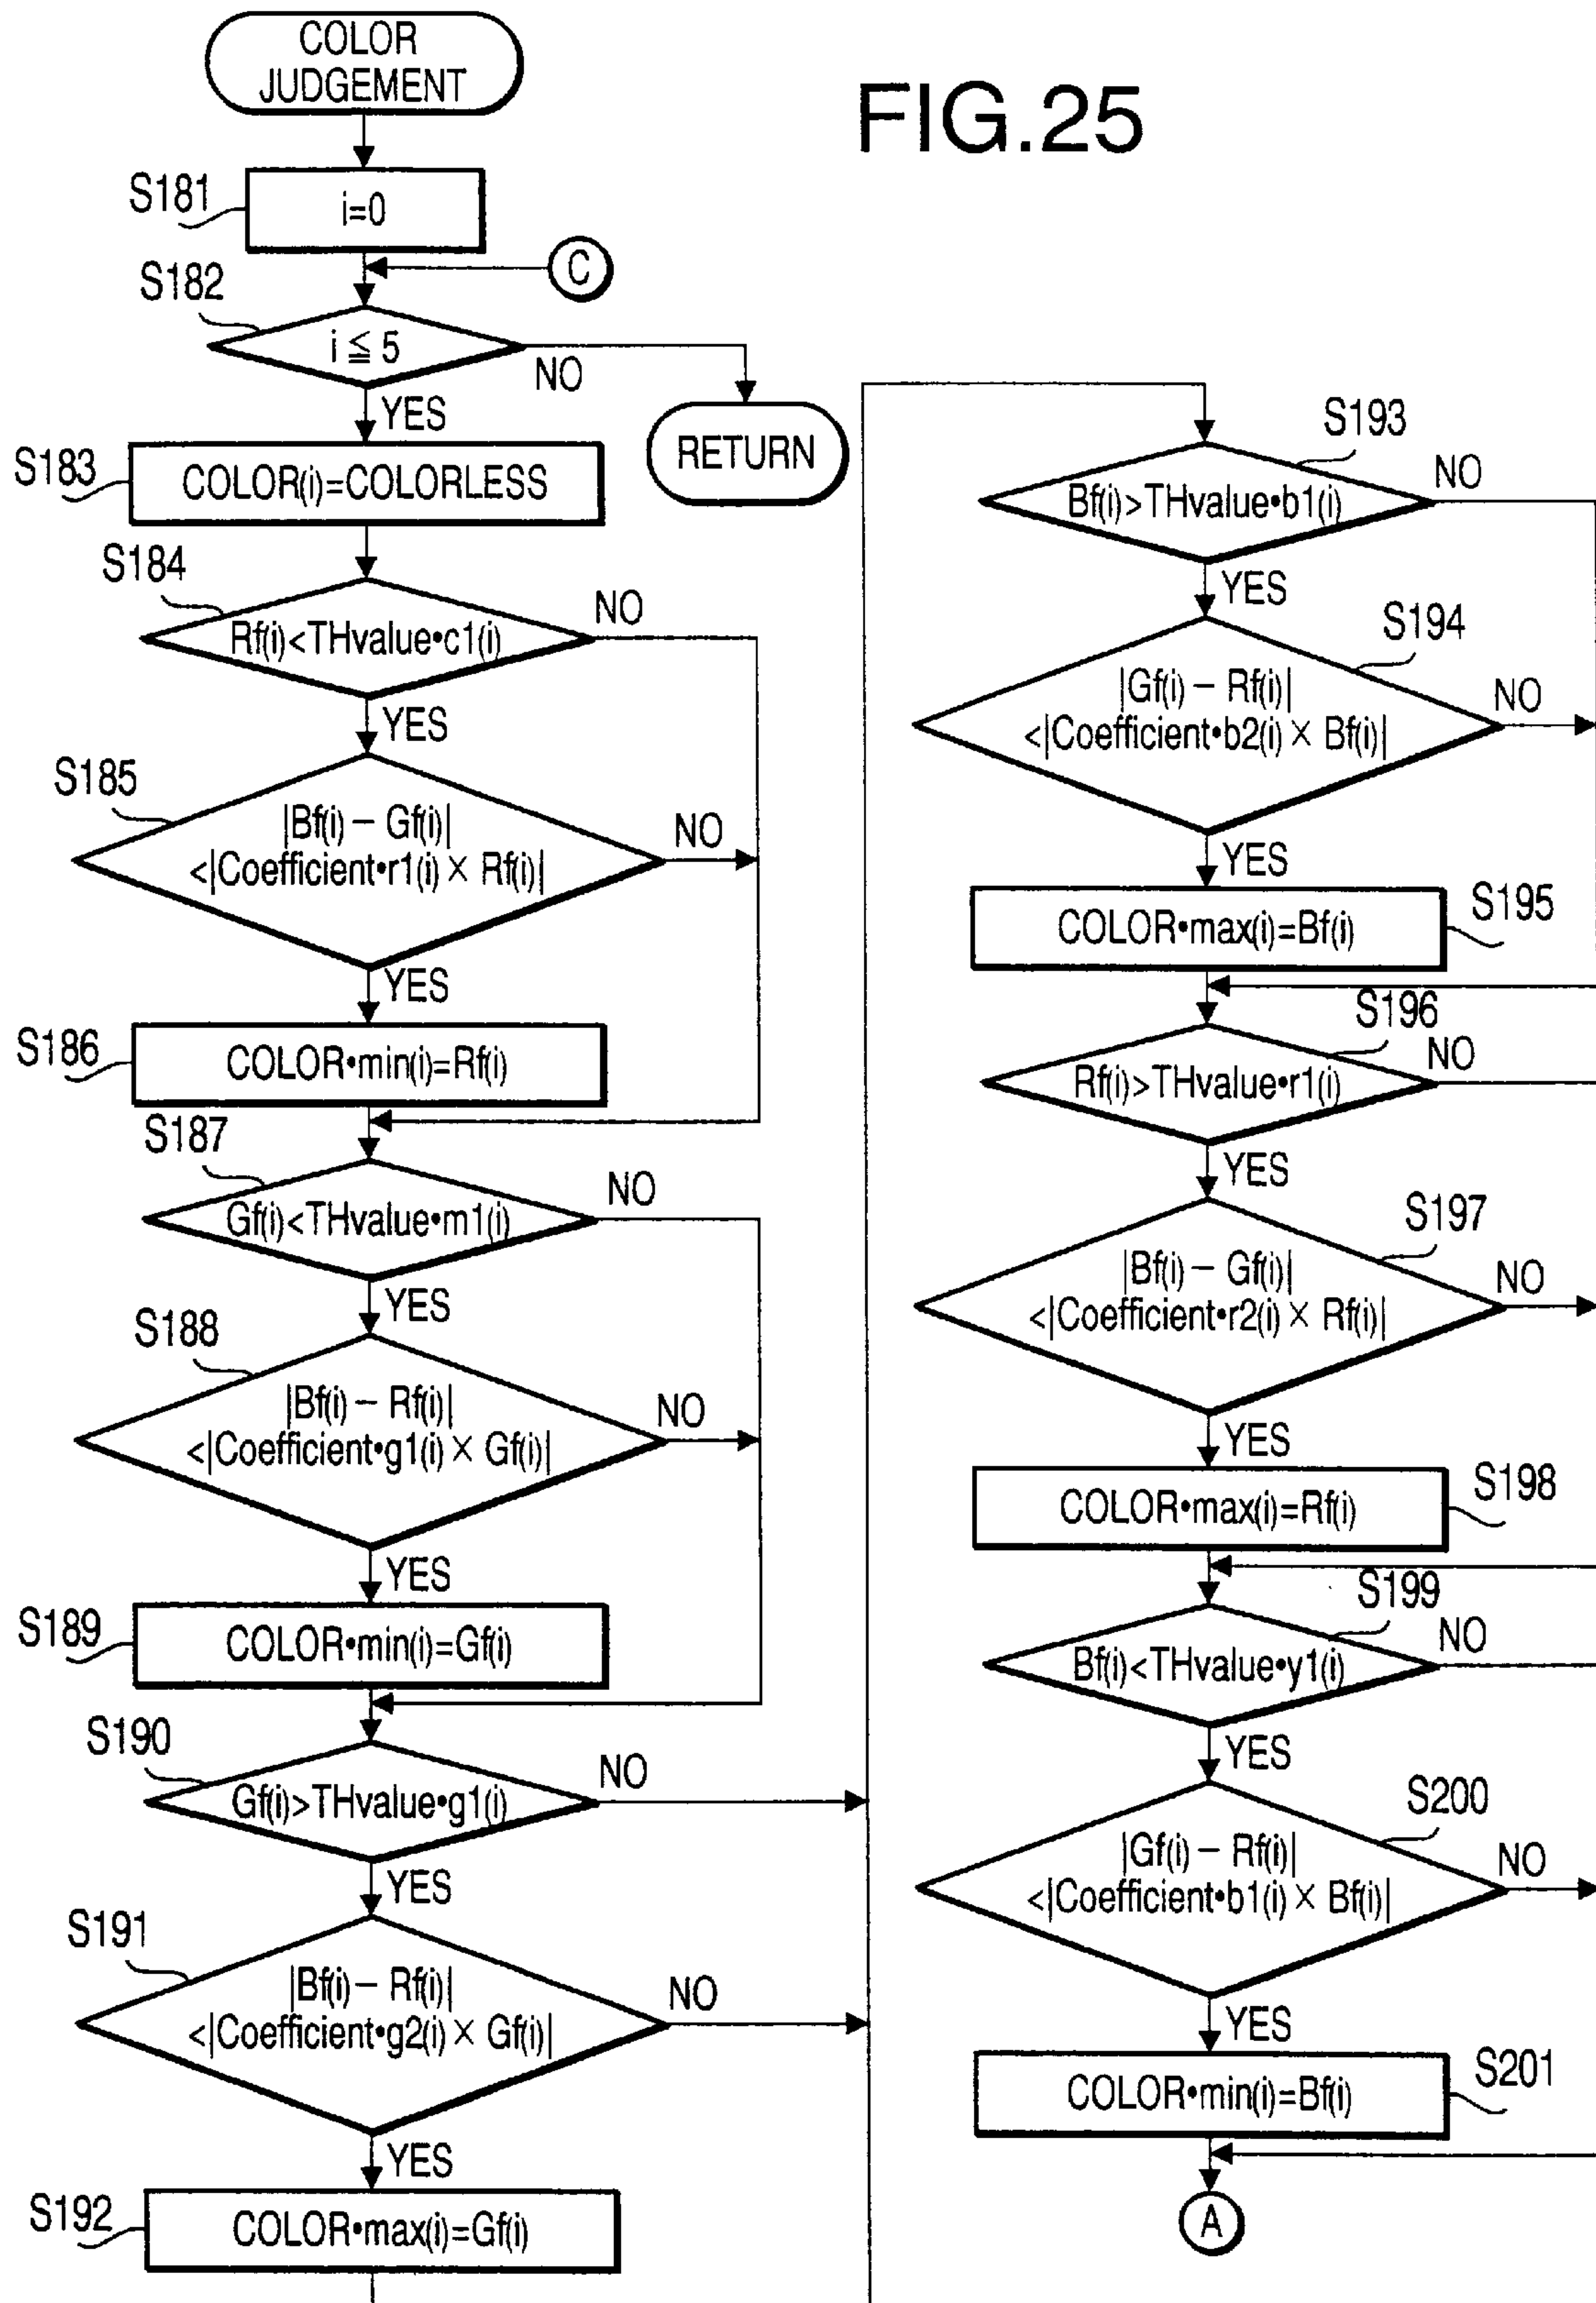 COLOR
JUDGEMENT
FIG.25
S181
i=0
C
S182
i ≦ 5
NO
YES
RETURN
S183
COLOR(i)=COLORLESS
S184
Rf(i)<THvalue•c1(i)
NO
YES
S185
|Bf(i) − Gf(i)|
<|Coefficient•r1(i) × Rf(i)|
NO
YES
S186
COLOR•min(i)=Rf(i)
S187
Gf(i)<THvalue•m1(i)
NO
YES
S188
|Bf(i) − Rf(i)|
<|Coefficient•g1(i) × Gf(i)|
NO
YES
S189
COLOR•min(i)=Gf(i)
S190
Gf(i)>THvalue•g1(i)
NO
YES
S191
|Bf(i) − Rf(i)|
<|Coefficient•g2(i) × Gf(i)|
NO
YES
S192
COLOR•max(i)=Gf(i)
S193
Bf(i)>THvalue•b1(i)
NO
YES
S194
|Gf(i) − Rf(i)|
<|Coefficient•b2(i) × Bf(i)|
NO
YES
S195
COLOR•max(i)=Bf(i)
S196
Rf(i)>THvalue•r1(i)
NO
YES
S197
|Bf(i) − Gf(i)|
<|Coefficient•r2(i) × Rf(i)|
NO
YES
S198
COLOR•max(i)=Rf(i)
S199
Bf(i)<THvalue•y1(i)
NO
YES
S200
|Gf(i) − Rf(i)|
<|Coefficient•b1(i) × Bf(i)|
NO
YES
S201
COLOR•min(i)=Bf(i)
A